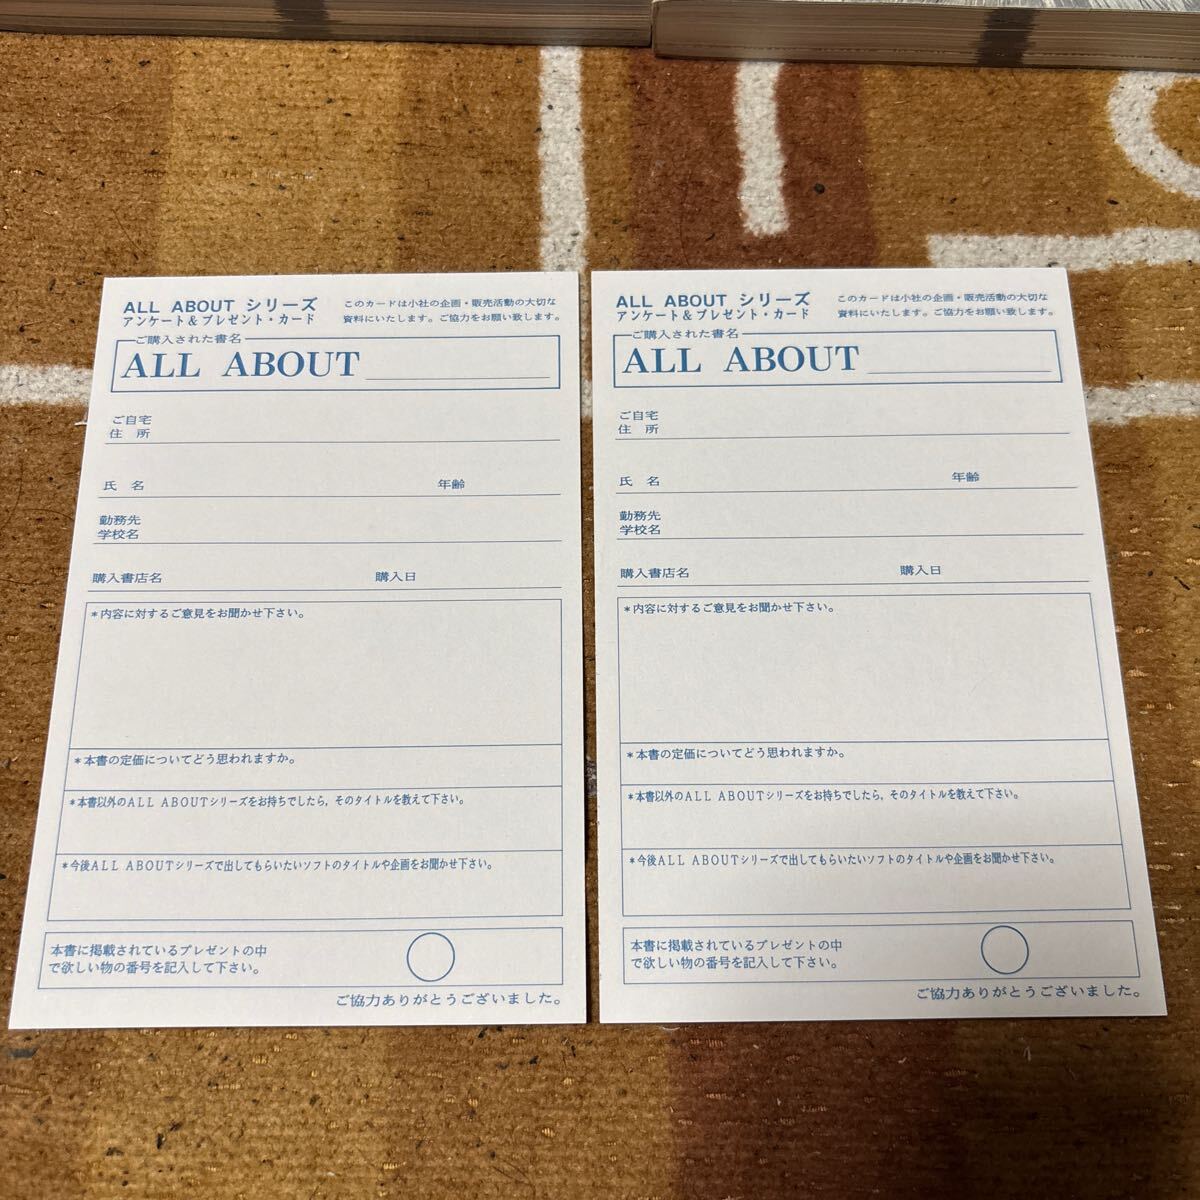 ALL ABOUT シリーズ
アンケート＆プレゼント・カード
このカードは小社の企画・販売活動の大切な
資料にいたします。ご協力をお願い致します。
ご購入された書名
ALL ABOUT
ご自宅
住 所
氏 名 年齢
勤務先
学校名
購入書店名 購入日
＊内容に対するご意見をお聞かせ下さい。
＊本書の定価についてどう思われますか。
＊本書以外のALL ABOUTシリーズをお持ちでしたら，そのタイトルを教えて下さい。
＊今後ALL ABOUTシリーズで出してもらいたいソフトのタイトルや企画をお聞かせ下さい。
本書に掲載されているプレゼントの中
で欲しい物の番号を記入して下さい。
ご協力ありがとうございました。
ALL ABOUT シリーズ
アンケート＆プレゼント・カード
このカードは小社の企画・販売活動の大切な
資料にいたします。ご協力をお願い致します。
ご購入された書名
ALL ABOUT
ご自宅
住 所
氏 名 年齢
勤務先
学校名
購入書店名 購入日
＊内容に対するご意見をお聞かせ下さい。
＊本書の定価についてどう思われますか。
＊本書以外のALL ABOUTシリーズをお持ちでしたら，そのタイトルを教えて下さい。
＊今後ALL ABOUTシリーズで出してもらいたいソフトのタイトルや企画をお聞かせ下さい。
本書に掲載されているプレゼントの中
で欲しい物の番号を記入して下さい。
ご協力ありがとうございました。